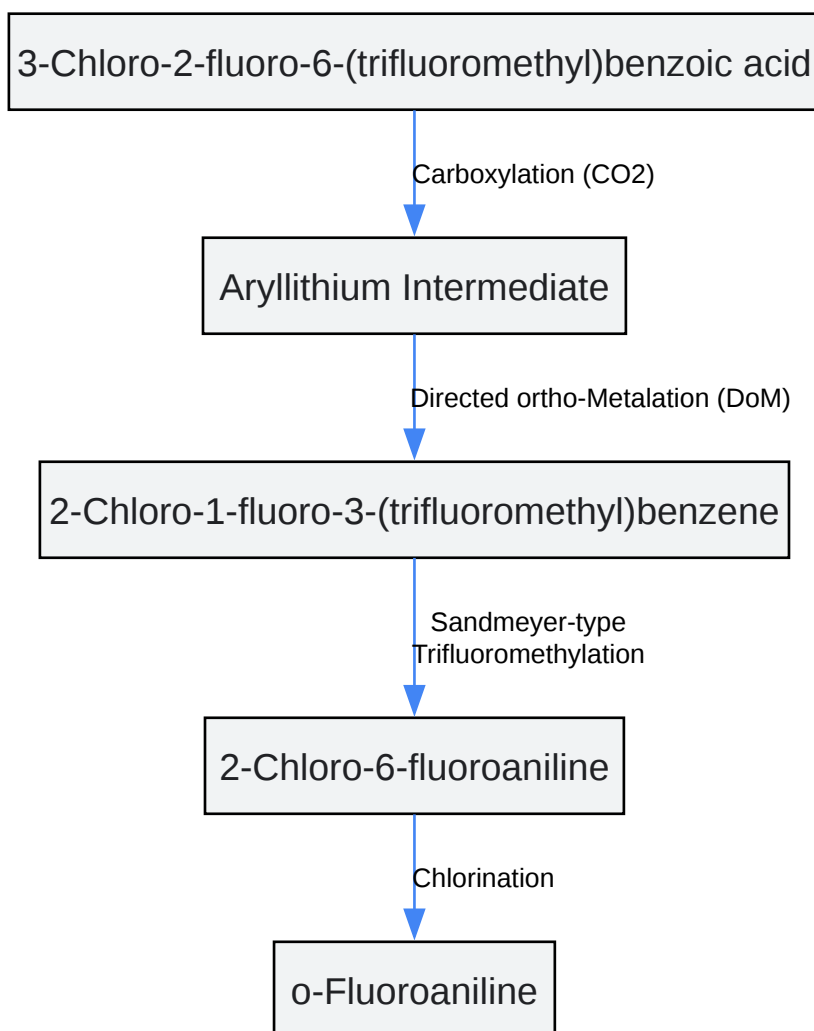 3-Chloro-2-fluoro-6-(trifluoromethyl)benzoic acid
Carboxylation (CO2)
Aryllithium Intermediate
Directed ortho-Metalation (DoM)
2-Chloro-1-fluoro-3-(trifluoromethyl)benzene
Sandmeyer-type
Trifluoromethylation
2-Chloro-6-fluoroaniline
Chlorination
o-Fluoroaniline